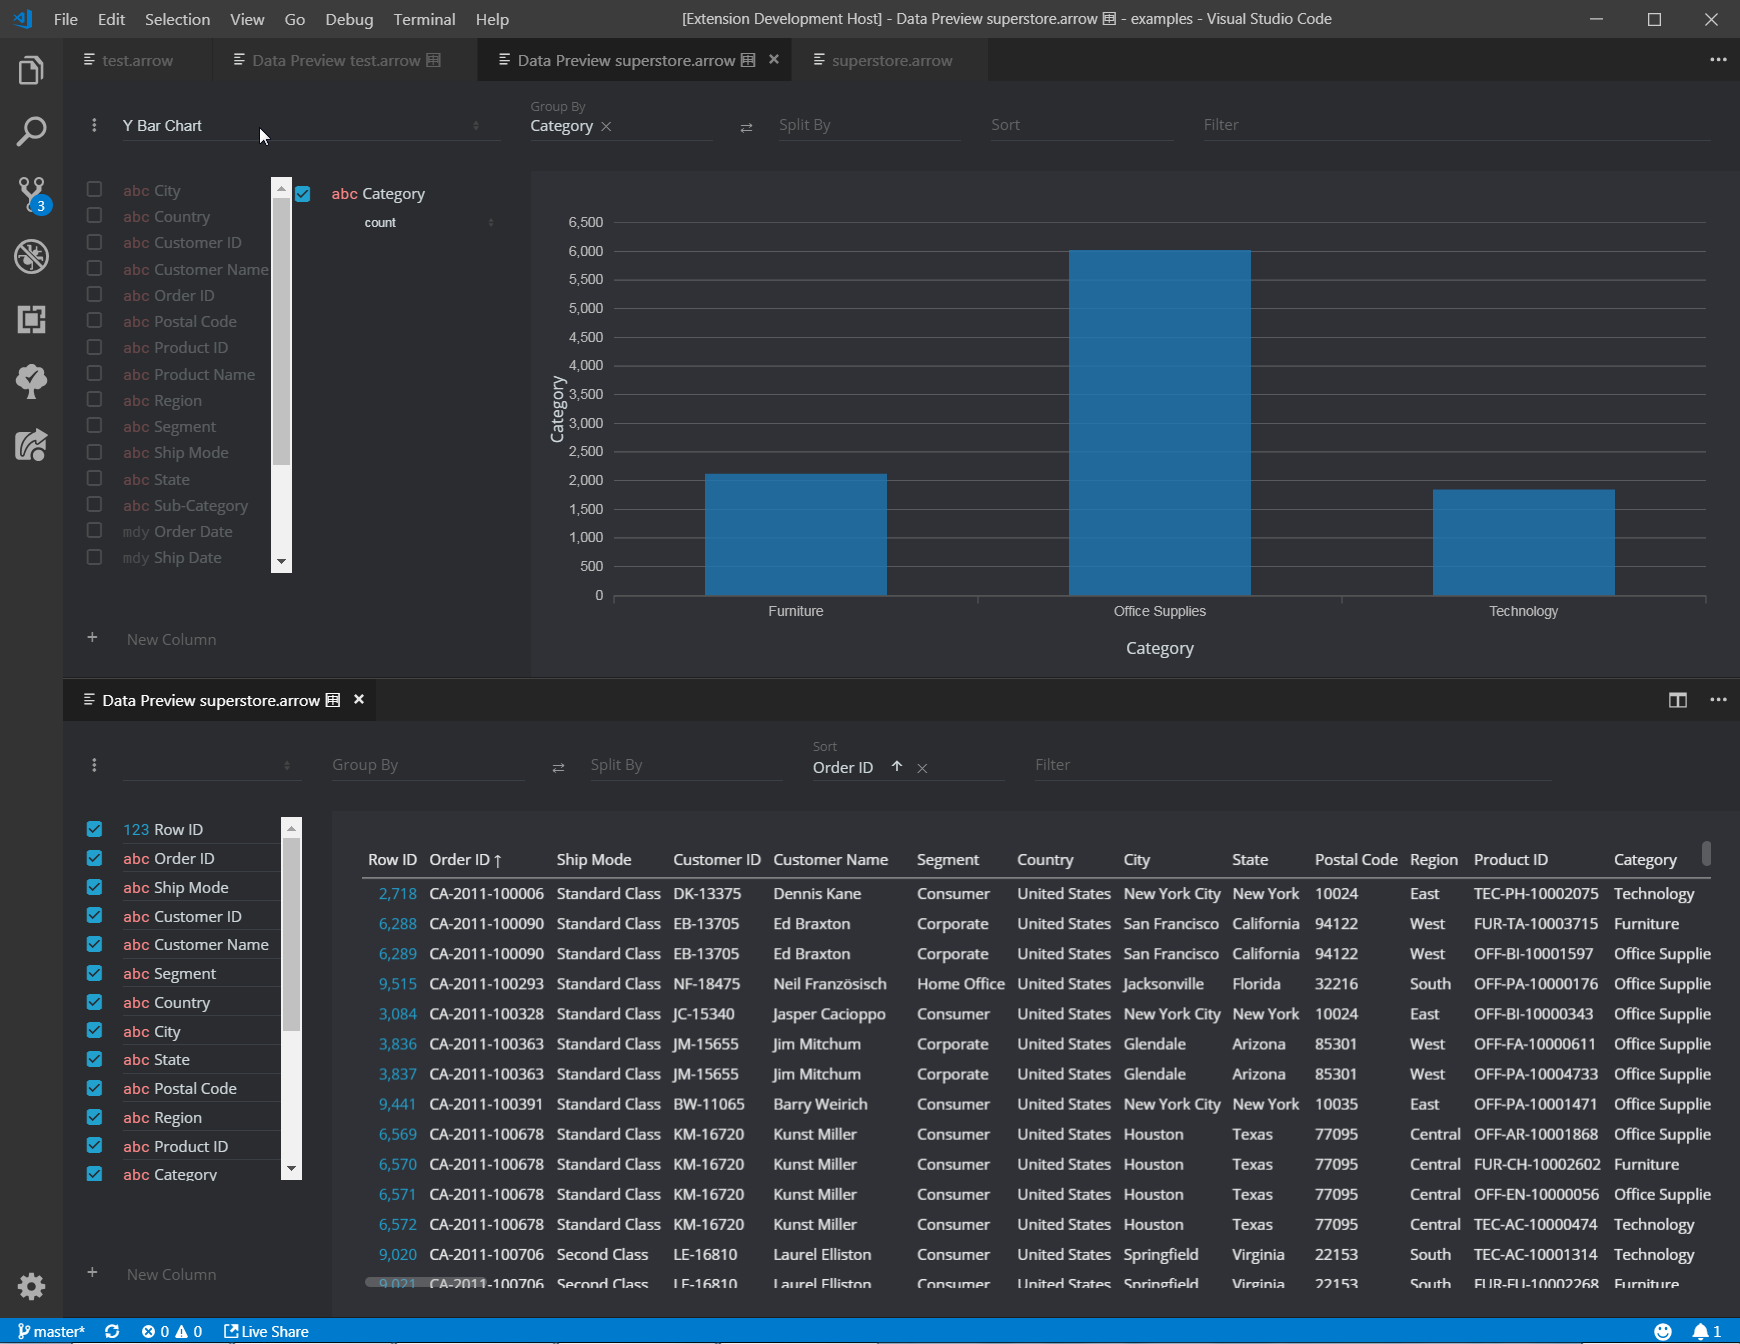 File Edit Selection View Go Debug Terminal Help [Extension Development Host] - Data Preview superstore.arrow - examples - Visual Studio Code
test.arrow Data Preview test.arrow Data Preview superstore.arrow superstore.arrow
Group By
Y Bar Chart Category Split By Sort Filter
3
abc City
abc Country
abc Customer ID
abc Customer Name
abc Order ID
abc Postal Code
abc Product ID
abc Product Name
abc Region
abc Segment
abc Ship Mode
abc State
abc Sub-Category
mdy Order Date
mdy Ship Date
New Column
abc Category
count
Category
6,500
6,000
5,500
5,000
4,500
4,000
3,500
3,000
2,500
2,000
1,500
1,000
500
0
Furniture Office Supplies Technology
Category
Data Preview superstore.arrow
Sort
Group By Split By Order ID ↑ Filter
123 Row ID
abc Order ID
abc Ship Mode
abc Customer ID
abc Customer Name
abc Segment
abc Country
abc City
abc State
abc Postal Code
abc Region
abc Product ID
abc Category
New Column
Row ID Order ID ↑ Ship Mode Customer ID Customer Name Segment Country City State Postal Code Region Product ID Category
2,718 CA-2011-100006 Standard Class DK-13375 Dennis Kane Consumer United States New York City New York 10024 East TEC-PH-10002075 Technology
6,288 CA-2011-100090 Standard Class EB-13705 Ed Braxton Corporate United States San Francisco California 94122 West FUR-TA-10003715 Furniture
6,289 CA-2011-100090 Standard Class EB-13705 Ed Braxton Corporate United States San Francisco California 94122 West OFF-BI-10001597 Office Supplie
9,515 CA-2011-100293 Standard Class NF-18475 Neil Französisch Home Office United States Jacksonville Florida 32216 South OFF-PA-10000176 Office Supplie
3,084 CA-2011-100328 Standard Class JC-15340 Jasper Cacioppo Consumer United States New York City New York 10024 East OFF-BI-10000343 Office Supplie
3,836 CA-2011-100363 Standard Class JM-15655 Jim Mitchum Corporate United States Glendale Arizona 85301 West OFF-FA-10000611 Office Supplie
3,837 CA-2011-100363 Standard Class JM-15655 Jim Mitchum Corporate United States Glendale Arizona 85301 West OFF-PA-10004733 Office Supplie
9,441 CA-2011-100391 Standard Class BW-11065 Barry Weirich Consumer United States New York City New York 10035 East OFF-PA-10001471 Office Supplie
6,569 CA-2011-100678 Standard Class KM-16720 Kunst Miller Consumer United States Houston Texas 77095 Central OFF-AR-10001868 Office Supplie
6,570 CA-2011-100678 Standard Class KM-16720 Kunst Miller Consumer United States Houston Texas 77095 Central FUR-CH-10002602 Furniture
6,571 CA-2011-100678 Standard Class KM-16720 Kunst Miller Consumer United States Houston Texas 77095 Central OFF-EN-10000056 Office Supplie
6,572 CA-2011-100678 Standard Class KM-16720 Kunst Miller Consumer United States Houston Texas 77095 Central TEC-AC-10000474 Technology
9,020 CA-2011-100706 Second Class LE-16810 Laurel Elliston Consumer United States Springfield Virginia 22153 South TEC-AC-10001314 Technology
9,021 CA-2011-100706 Second Class LE-16810 Laurel Elliston Consumer United States Springfield Virginia 22153 South FUR-FU-10002268 Furniture
master* 0 0 Live Share 1